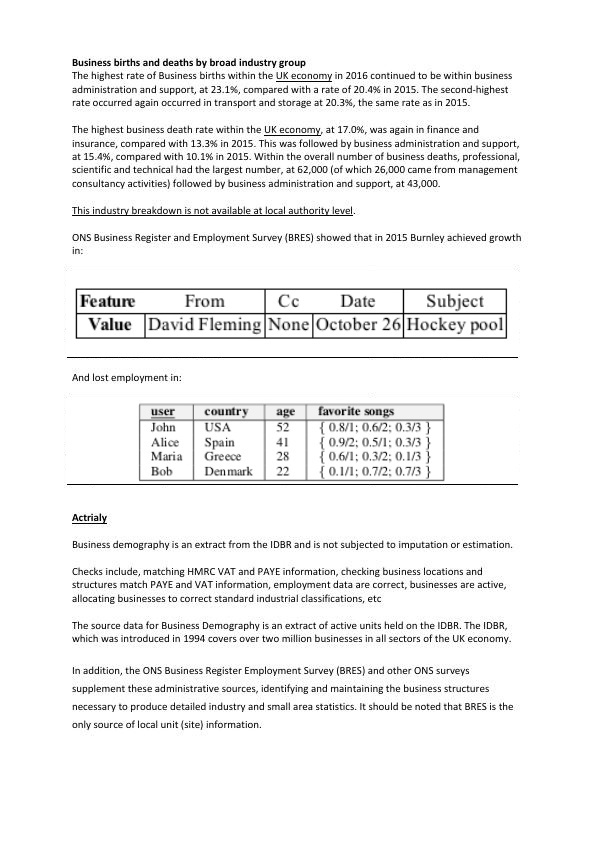 Business births and deaths by broad industry group
The highest rate of Business births within the UK economy in 2016 continued to be within business
administration and support, at 23.1%, compared with a rate of 20.4% in 2015. The second-highest
rate occurred again occurred in transport and storage at 20.3%, the same rate as in 2015.
The highest business death rate within the UK economy, at 17.0%, was again in finance and
insurance, compared with 13.3% in 2015. This was followed by business administration and support,
at 15.4%, compared with 10.1% in 2015. Within the overall number of business deaths, professional,
scientific and technical had the largest number, at 62,000 (of which 26,000 came from management
consultancy activities) followed by business administration and support, at 43,000.
This industry breakdown is not available at local authority level.
ONS Business Register and Employment Survey (BRES) showed that in 2015 Burnley achieved growth
in:
Feature From Cc Date Subject
Value David Fleming None October 26 Hockey pool
And lost employment in:
user country age favorite songs
John USA 52 { 0.8/1; 0.6/2; 0.3/3 }
Alice Spain 41 { 0.9/2; 0.5/1; 0.3/3 }
Maria Greece 28 { 0.6/1; 0.3/2; 0.1/3 }
Bob Denmark 22 { 0.1/1; 0.7/2; 0.7/3 }
Actrialy
Business demography is an extract from the IDBR and is not subjected to imputation or estimation.
Checks include, matching HMRC VAT and PAYE information, checking business locations and
structures match PAYE and VAT information, employment data are correct, businesses are active,
allocating businesses to correct standard industrial classifications, etc
The source data for Business Demography is an extract of active units held on the IDBR. The IDBR,
which was introduced in 1994 covers over two million businesses in all sectors of the UK economy.
In addition, the ONS Business Register Employment Survey (BRES) and other ONS surveys
supplement these administrative sources, identifying and maintaining the business structures
necessary to produce detailed industry and small area statistics. It should be noted that BRES is the
only source of local unit (site) information.